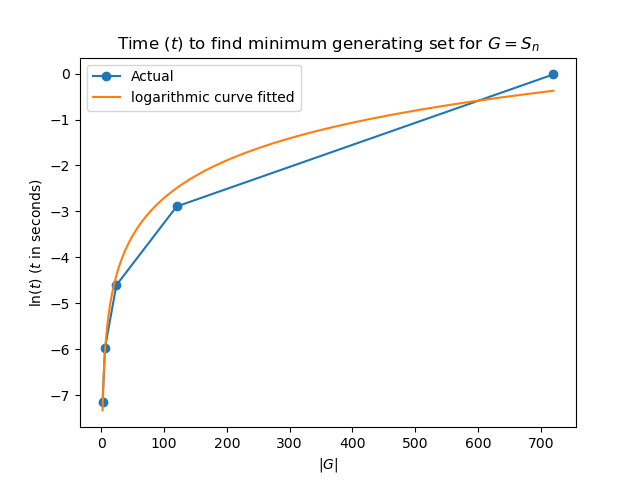 Time (t) to find minimum generating set for G = Sₙ
Actual
logarithmic curve fitted
0
−1
−2
−3
−4
−5
−6
−7
ln(t) (t in seconds)
0 100 200 300 400 500 600 700
|G|